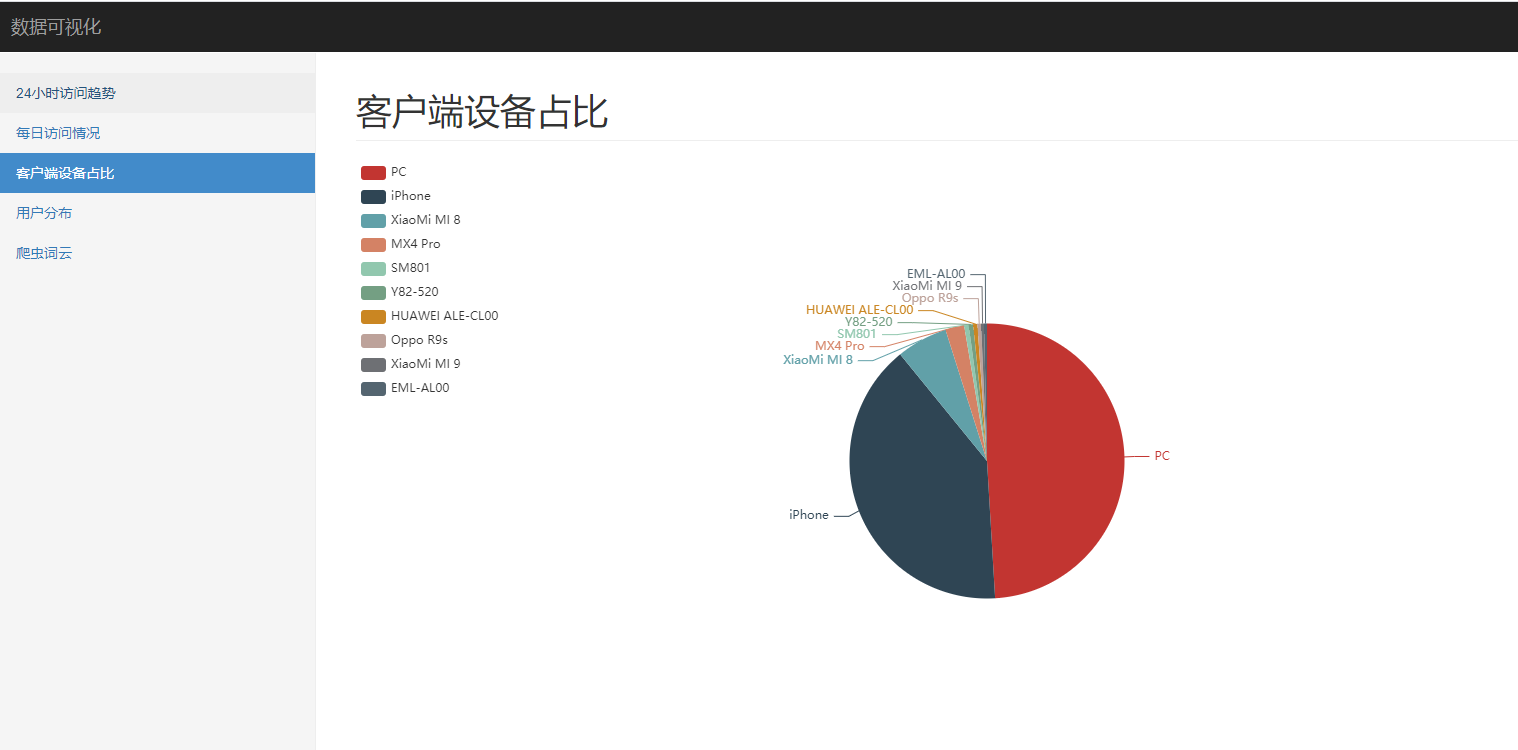 数据可视化
24小时访问趋势
每日访问情况
客户端设备占比
用户分布
爬虫词云
客户端设备占比
PC
iPhone
XiaoMi MI 8
MX4 Pro
SM801
Y82-520
HUAWEI ALE-CL00
Oppo R9s
XiaoMi MI 9
EML-AL00
EML-AL00
XiaoMi MI 9
Oppo R9s
HUAWEI ALE-CL00
Y82-520
SM801
MX4 Pro
XiaoMi MI 8
PC
iPhone